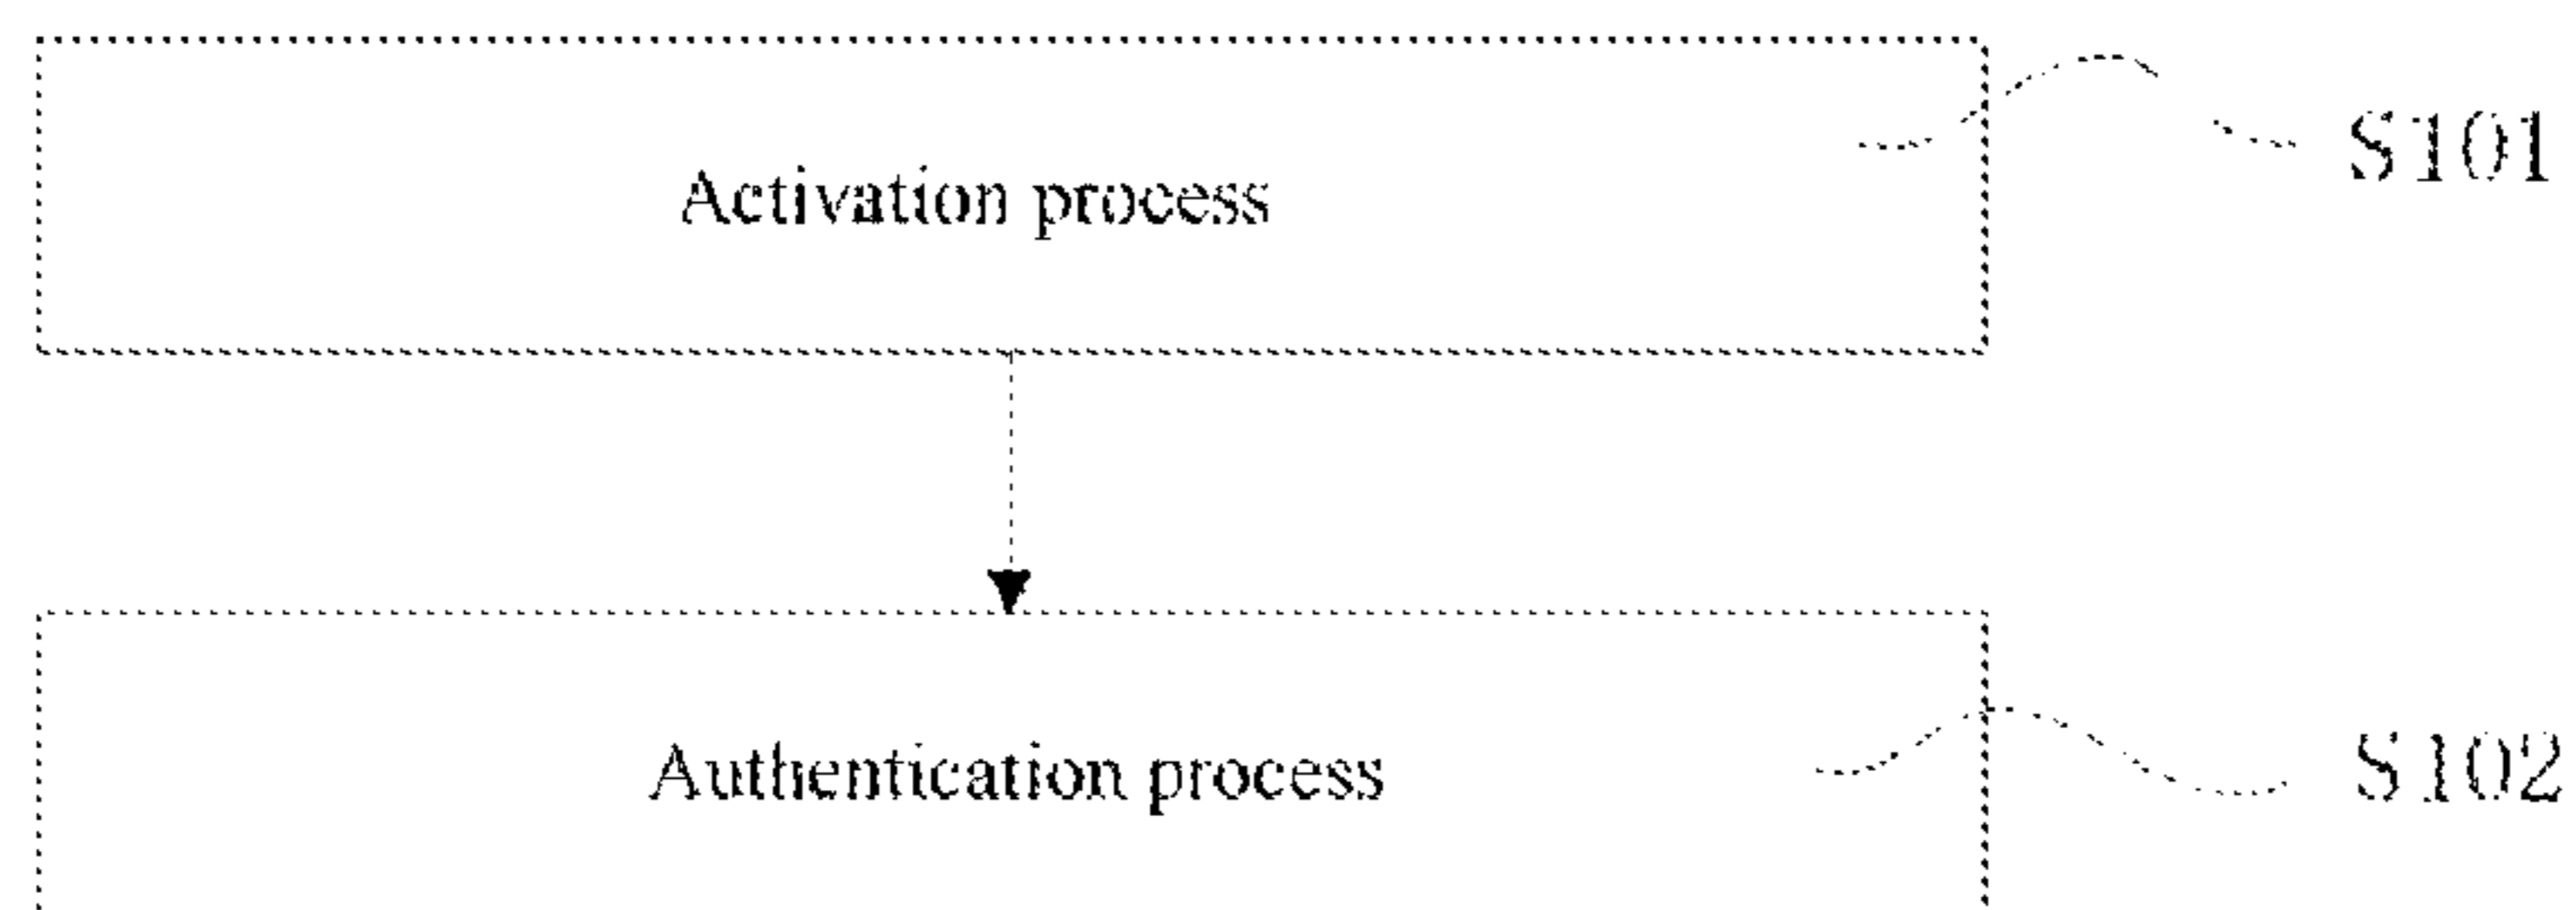 Activation process
S101
Authentication process
S102